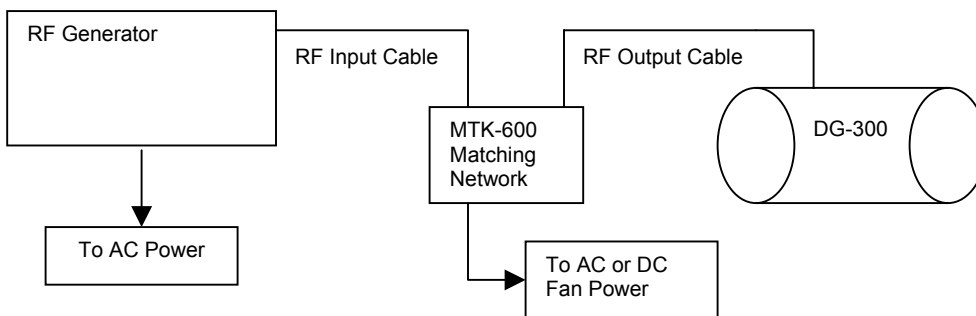 RF Generator
RF Input Cable
RF Output Cable
MTK-600
Matching
Network
DG-300
To AC Power
To AC or DC
Fan Power